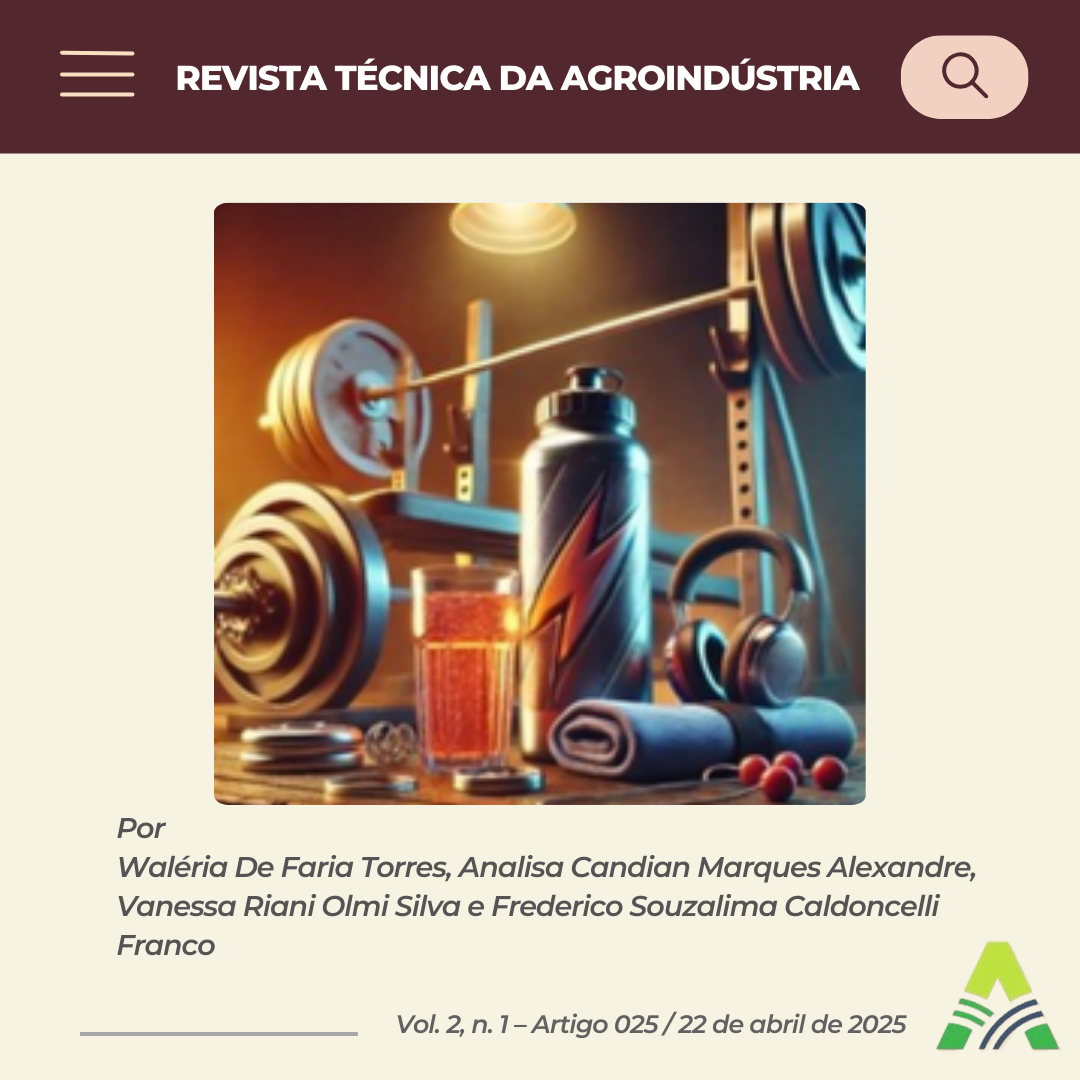 REVISTA TÉCNICA DA AGROINDÚSTRIA
Por
Waléria De Faria Torres, Analisa Candian Marques Alexandre,
Vanessa Riani Olmi Silva e Frederico Souzalima Caldoncelli
Franco
Vol. 2, n. 1 – Artigo 025 / 22 de abril de 2025